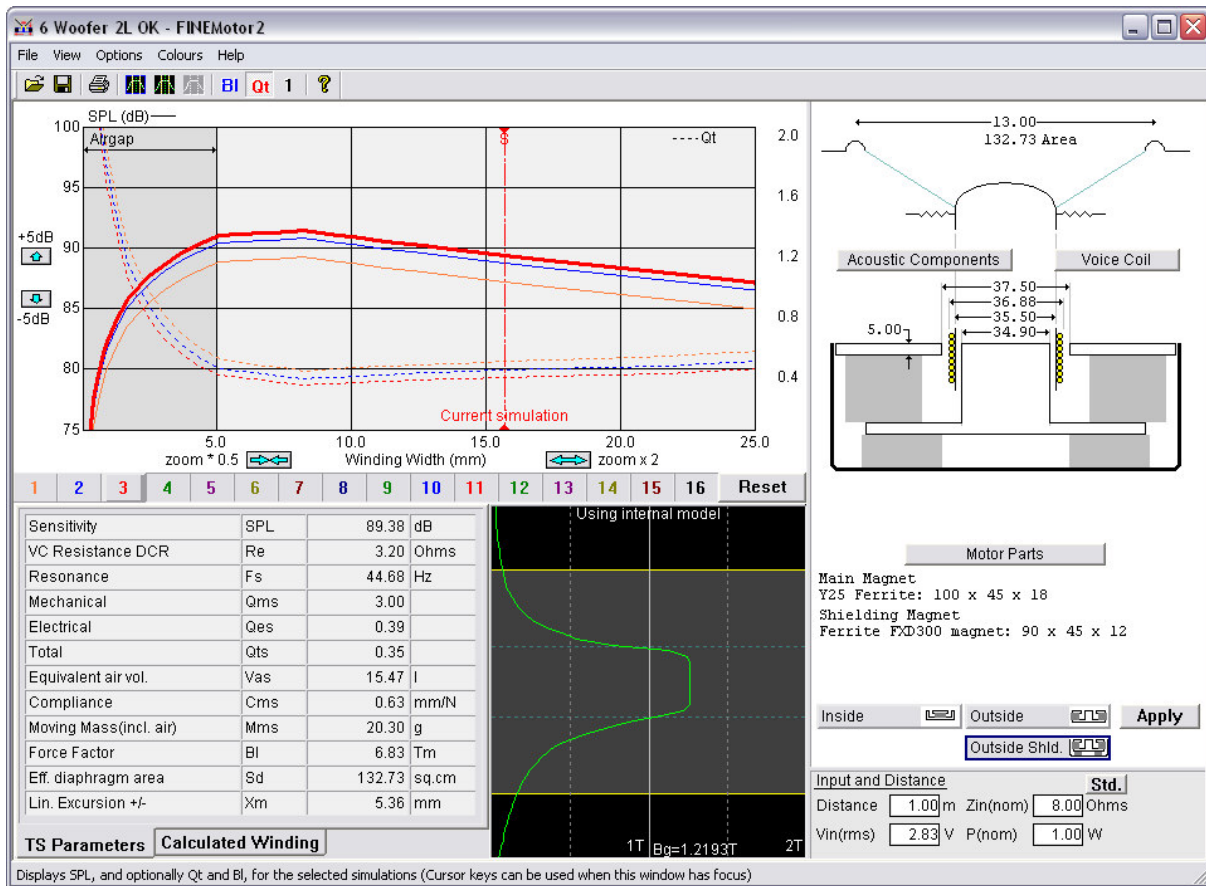 6 Woofer 2L OK - FINEMotor2
File View Options Colours Help
Bl Qt 1 ?
SPL (dB)
Airgap
Qt
S
100
95
90
85
80
75
2.0
1.6
1.2
0.8
0.4
+5dB
-5dB
Current simulation
5.0 10.0 15.0 20.0 25.0
zoom * 0.5 Winding Width (mm) zoom x 2
1 2 3 4 5 6 7 8 9 10 11 12 13 14 15 16 Reset
Sensitivity SPL 89.38 dB
VC Resistance DCR Re 3.20 Ohms
Resonance Fs 44.68 Hz
Mechanical Qms 3.00
Electrical Qes 0.39
Total Qts 0.35
Equivalent air vol. Vas 15.47 l
Compliance Cms 0.63 mm/N
Moving Mass(incl. air) Mms 20.30 g
Force Factor Bl 6.83 Tm
Eff. diaphragm area Sd 132.73 sq.cm
Lin. Excursion +/- Xm 5.36 mm
TS Parameters Calculated Winding
Using internal model
1T Bg=1.2193T 2T
13.00
132.73 Area
Acoustic Components Voice Coil
37.50
36.88
35.50
34.90
5.00
Motor Parts
Main Magnet
Y25 Ferrite: 100 x 45 x 18
Shielding Magnet
Ferrite FXD300 magnet: 90 x 45 x 12
Inside Outside Apply
Outside Shld.
Input and Distance Std.
Distance 1.00 m Zin(nom) 8.00 Ohms
Vin(rms) 2.83 V P(nom) 1.00 W
Displays SPL, and optionally Qt and Bl, for the selected simulations (Cursor keys can be used when this window has focus)